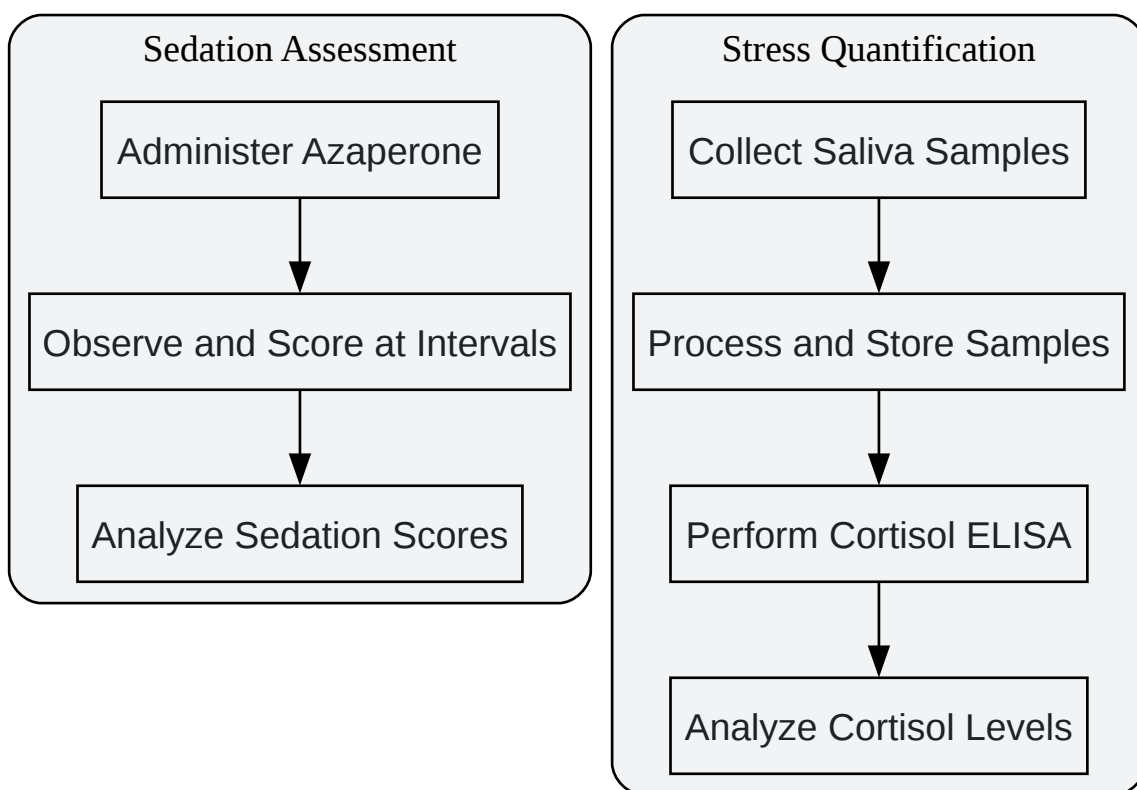 Sedation Assessment
Administer Azaperone
Observe and Score at Intervals
Analyze Sedation Scores
Stress Quantification
Collect Saliva Samples
Process and Store Samples
Perform Cortisol ELISA
Analyze Cortisol Levels